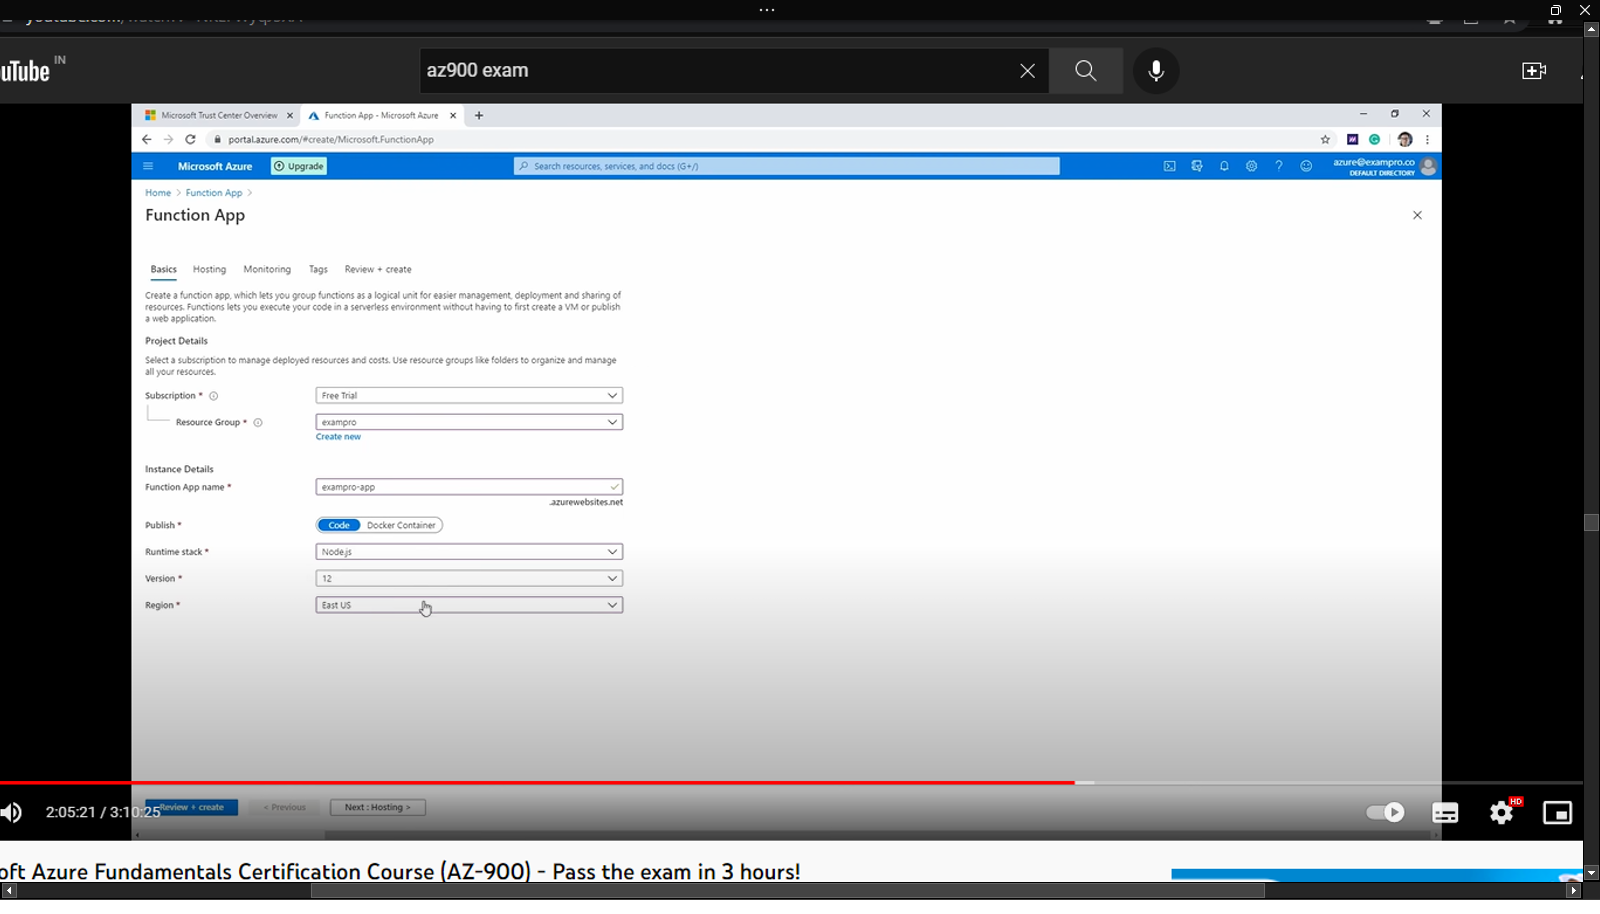 uTube IN
az900 exam
Microsoft Trust Center Overview
Function App - Microsoft Azure
portal.azure.com/#create/Microsoft.FunctionApp
Microsoft Azure
Upgrade
Search resources, services, and docs (G+/)
azure@exampro.co
DEFAULT DIRECTORY
Home > Function App >
Function App
Basics Hosting Monitoring Tags Review + create
Create a function app, which lets you group functions as a logical unit for easier management, deployment and sharing of
resources. Functions lets you execute your code in a serverless environment without having to first create a VM or publish
a web application.
Project Details
Select a subscription to manage deployed resources and costs. Use resource groups like folders to organize and manage
all your resources.
Subscription * Free Trial
Resource Group * exampro
Create new
Instance Details
Function App name * exampro-app
.azurewebsites.net
Publish * Code Docker Container
Runtime stack * Node.js
Version * 12
Region * East US
Review + create < Previous Next : Hosting >
2:05:21 / 3:10:25
HD
oft Azure Fundamentals Certification Course (AZ-900) - Pass the exam in 3 hours!